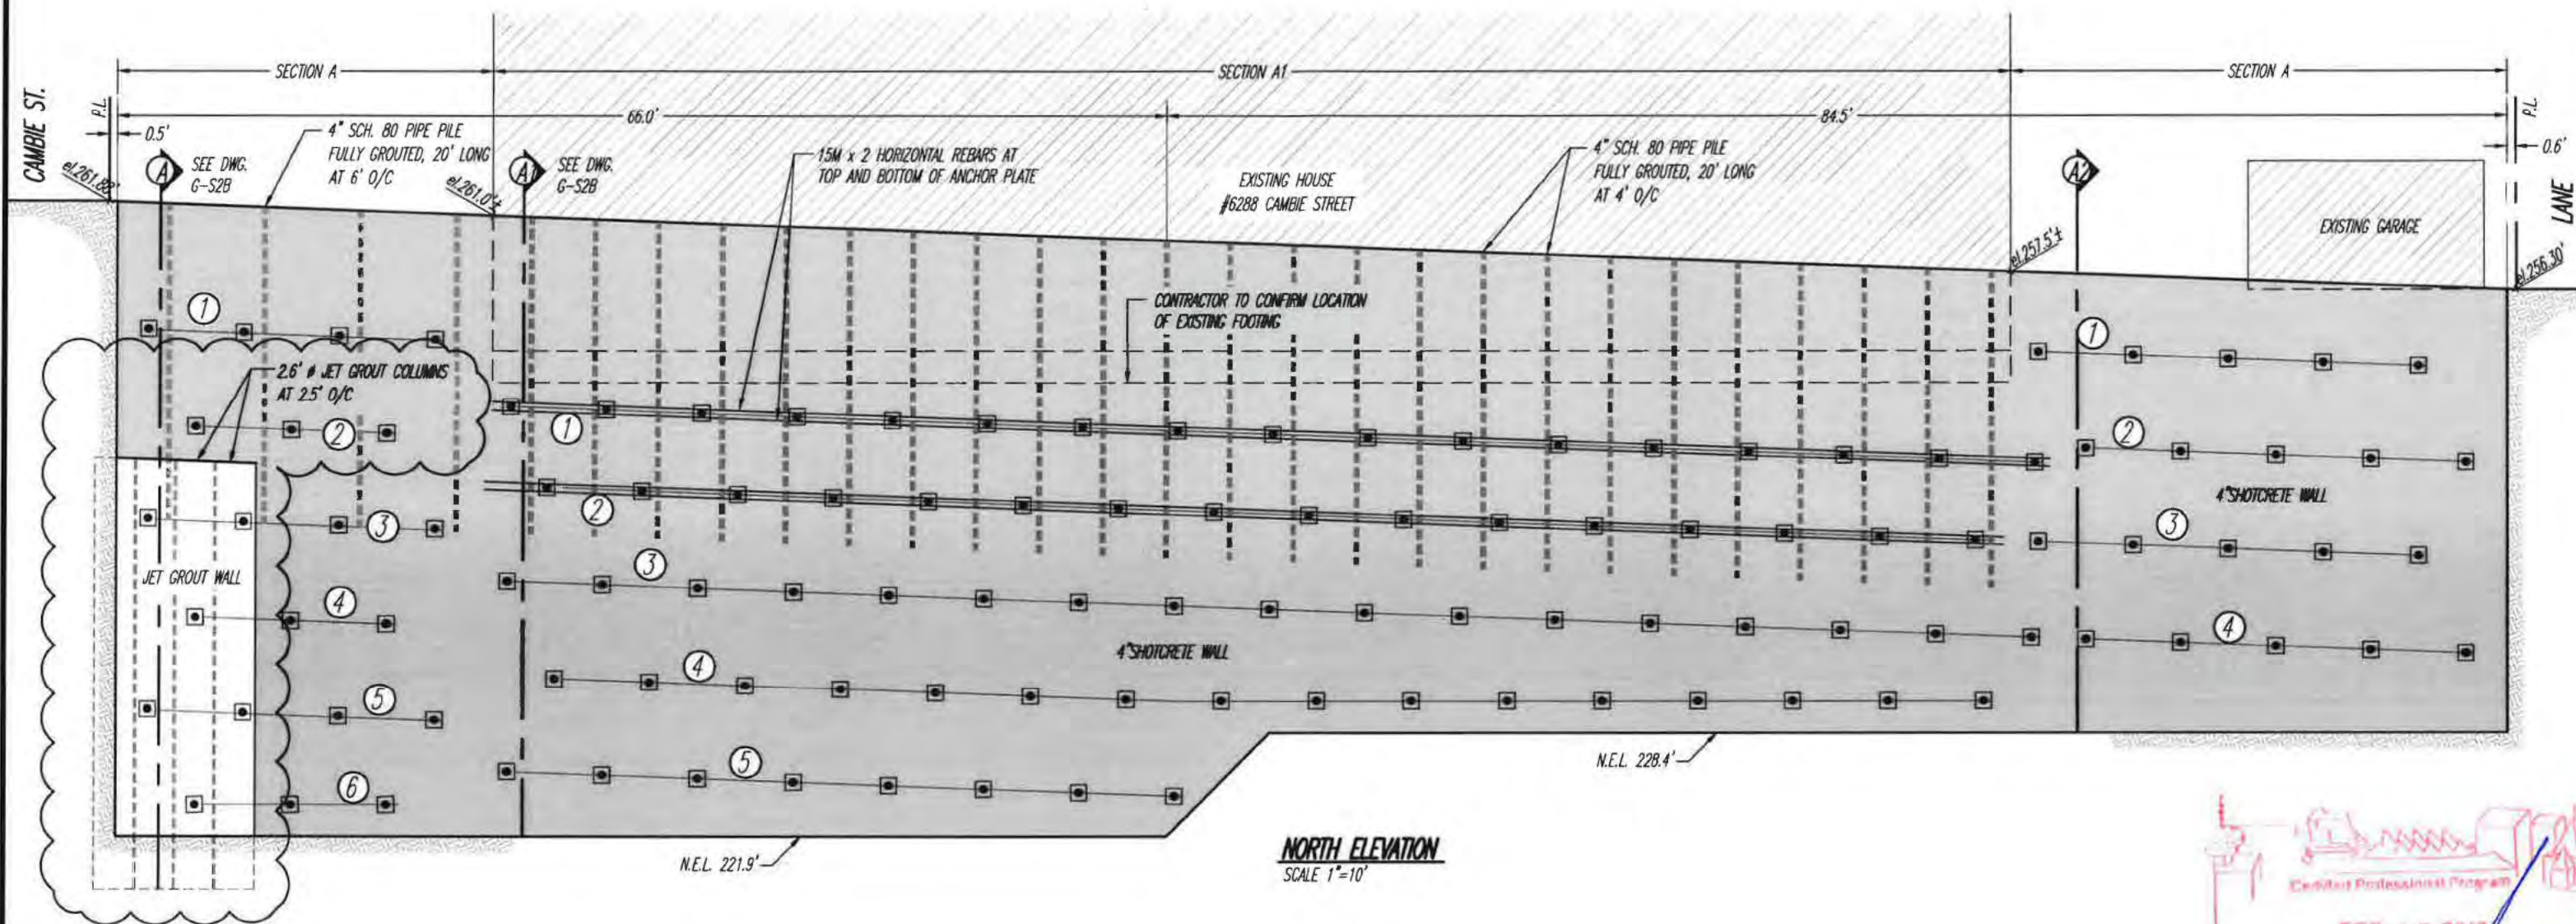 SECTION A
SECTION A1
SECTION A
CAMBIE ST.
P.L.
0.5'
66.0'
84.5'
P.L.
0.6'
LANE
4" SCH. 80 PIPE PILE
FULLY GROUTED, 20' LONG
AT 6' O/C
A
SEE DWG.
G-S2B
A1
SEE DWG.
G-S2B
15M x 2 HORIZONTAL REBARS AT
TOP AND BOTTOM OF ANCHOR PLATE
EXISTING HOUSE
#6288 CAMBIE STREET
4" SCH. 80 PIPE PILE
FULLY GROUTED, 20' LONG
AT 4' O/C
A2
EXISTING GARAGE
el.261.88'
el.261.0'±
el.257.5'±
el.256.30'
CONTRACTOR TO CONFIRM LOCATION
OF EXISTING FOOTING
1
2.6' ø JET GROUT COLUMNS
AT 2.5' O/C
2
3
JET GROUT WALL
4
5
6
1
2
3
4"SHOTCRETE WALL
4
5
1
2
4"SHOTCRETE WALL
3
4
N.E.L. 228.4'
N.E.L. 221.9'
NORTH ELEVATION
SCALE 1"=10'
Certified Professional Program